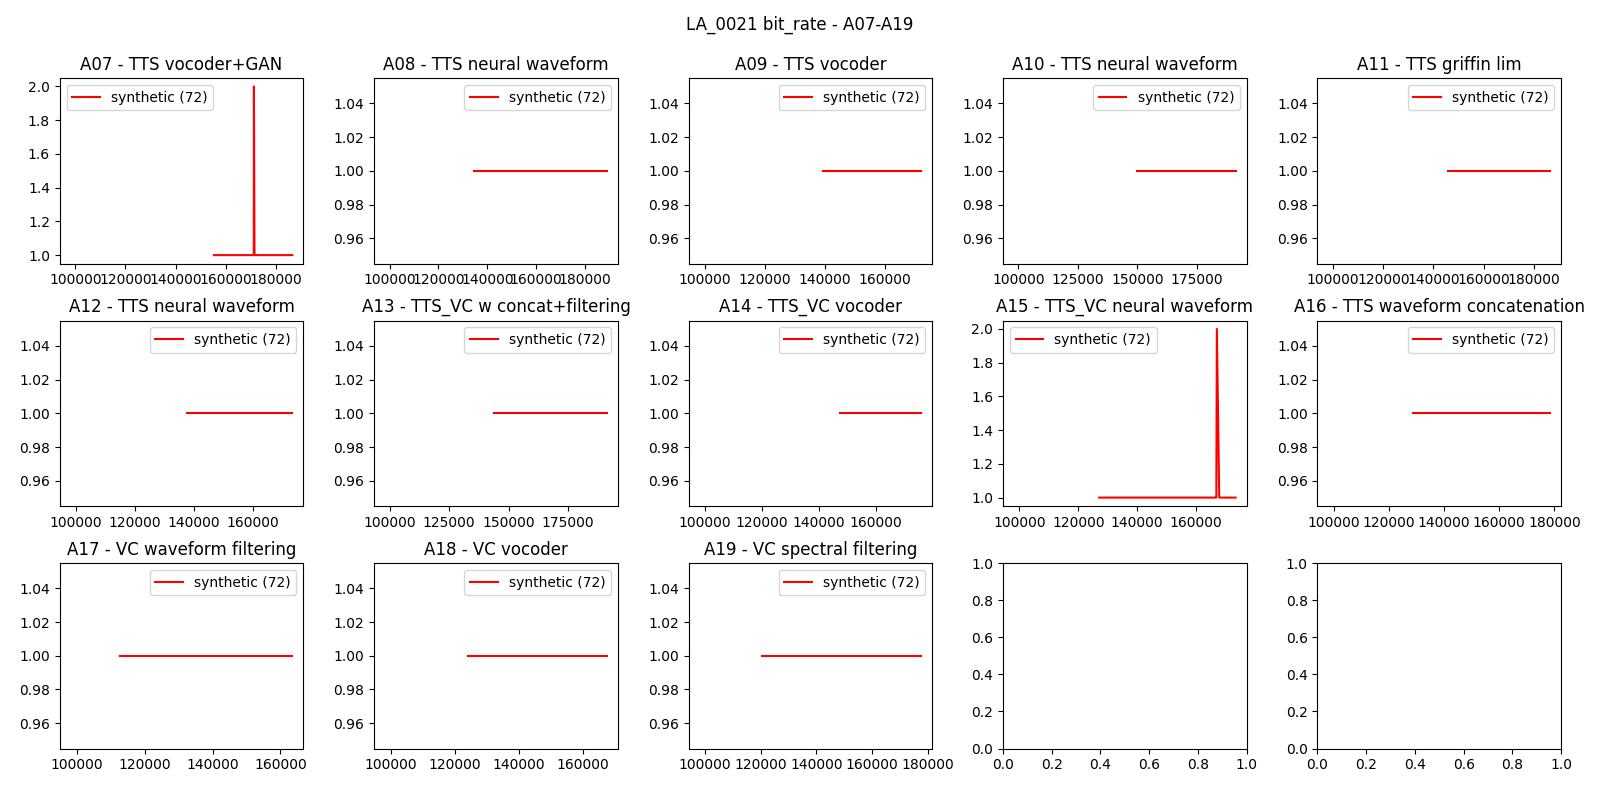 LA_0021 bit_rate - A07-A19
A07 - TTS vocoder+GAN
synthetic (72)
2.0
1.8
1.6
1.4
1.2
1.0
100000 120000 140000 160000 180000
A08 - TTS neural waveform
synthetic (72)
1.04
1.02
1.00
0.98
0.96
100000 120000 140000 160000 180000
A09 - TTS vocoder
synthetic (72)
1.04
1.02
1.00
0.98
0.96
100000 120000 140000 160000
A10 - TTS neural waveform
synthetic (72)
1.04
1.02
1.00
0.98
0.96
100000 125000 150000 175000
A11 - TTS griffin lim
synthetic (72)
1.04
1.02
1.00
0.98
0.96
100000 120000 140000 160000 180000
A12 - TTS neural waveform
synthetic (72)
1.04
1.02
1.00
0.98
0.96
100000 120000 140000 160000
A13 - TTS_VC w concat+filtering
synthetic (72)
1.04
1.02
1.00
0.98
0.96
100000 125000 150000 175000
A14 - TTS_VC vocoder
synthetic (72)
1.04
1.02
1.00
0.98
0.96
100000 120000 140000 160000
A15 - TTS_VC neural waveform
synthetic (72)
2.0
1.8
1.6
1.4
1.2
1.0
100000 120000 140000 160000
A16 - TTS waveform concatenation
synthetic (72)
1.04
1.02
1.00
0.98
0.96
100000 120000 140000 160000 180000
A17 - VC waveform filtering
synthetic (72)
1.04
1.02
1.00
0.98
0.96
100000 120000 140000 160000
A18 - VC vocoder
synthetic (72)
1.04
1.02
1.00
0.98
0.96
100000 120000 140000 160000
A19 - VC spectral filtering
synthetic (72)
1.04
1.02
1.00
0.98
0.96
100000 120000 140000 160000 180000
1.0
0.8
0.6
0.4
0.2
0.0
0.0 0.2 0.4 0.6 0.8 1.0
1.0
0.8
0.6
0.4
0.2
0.0
0.0 0.2 0.4 0.6 0.8 1.0